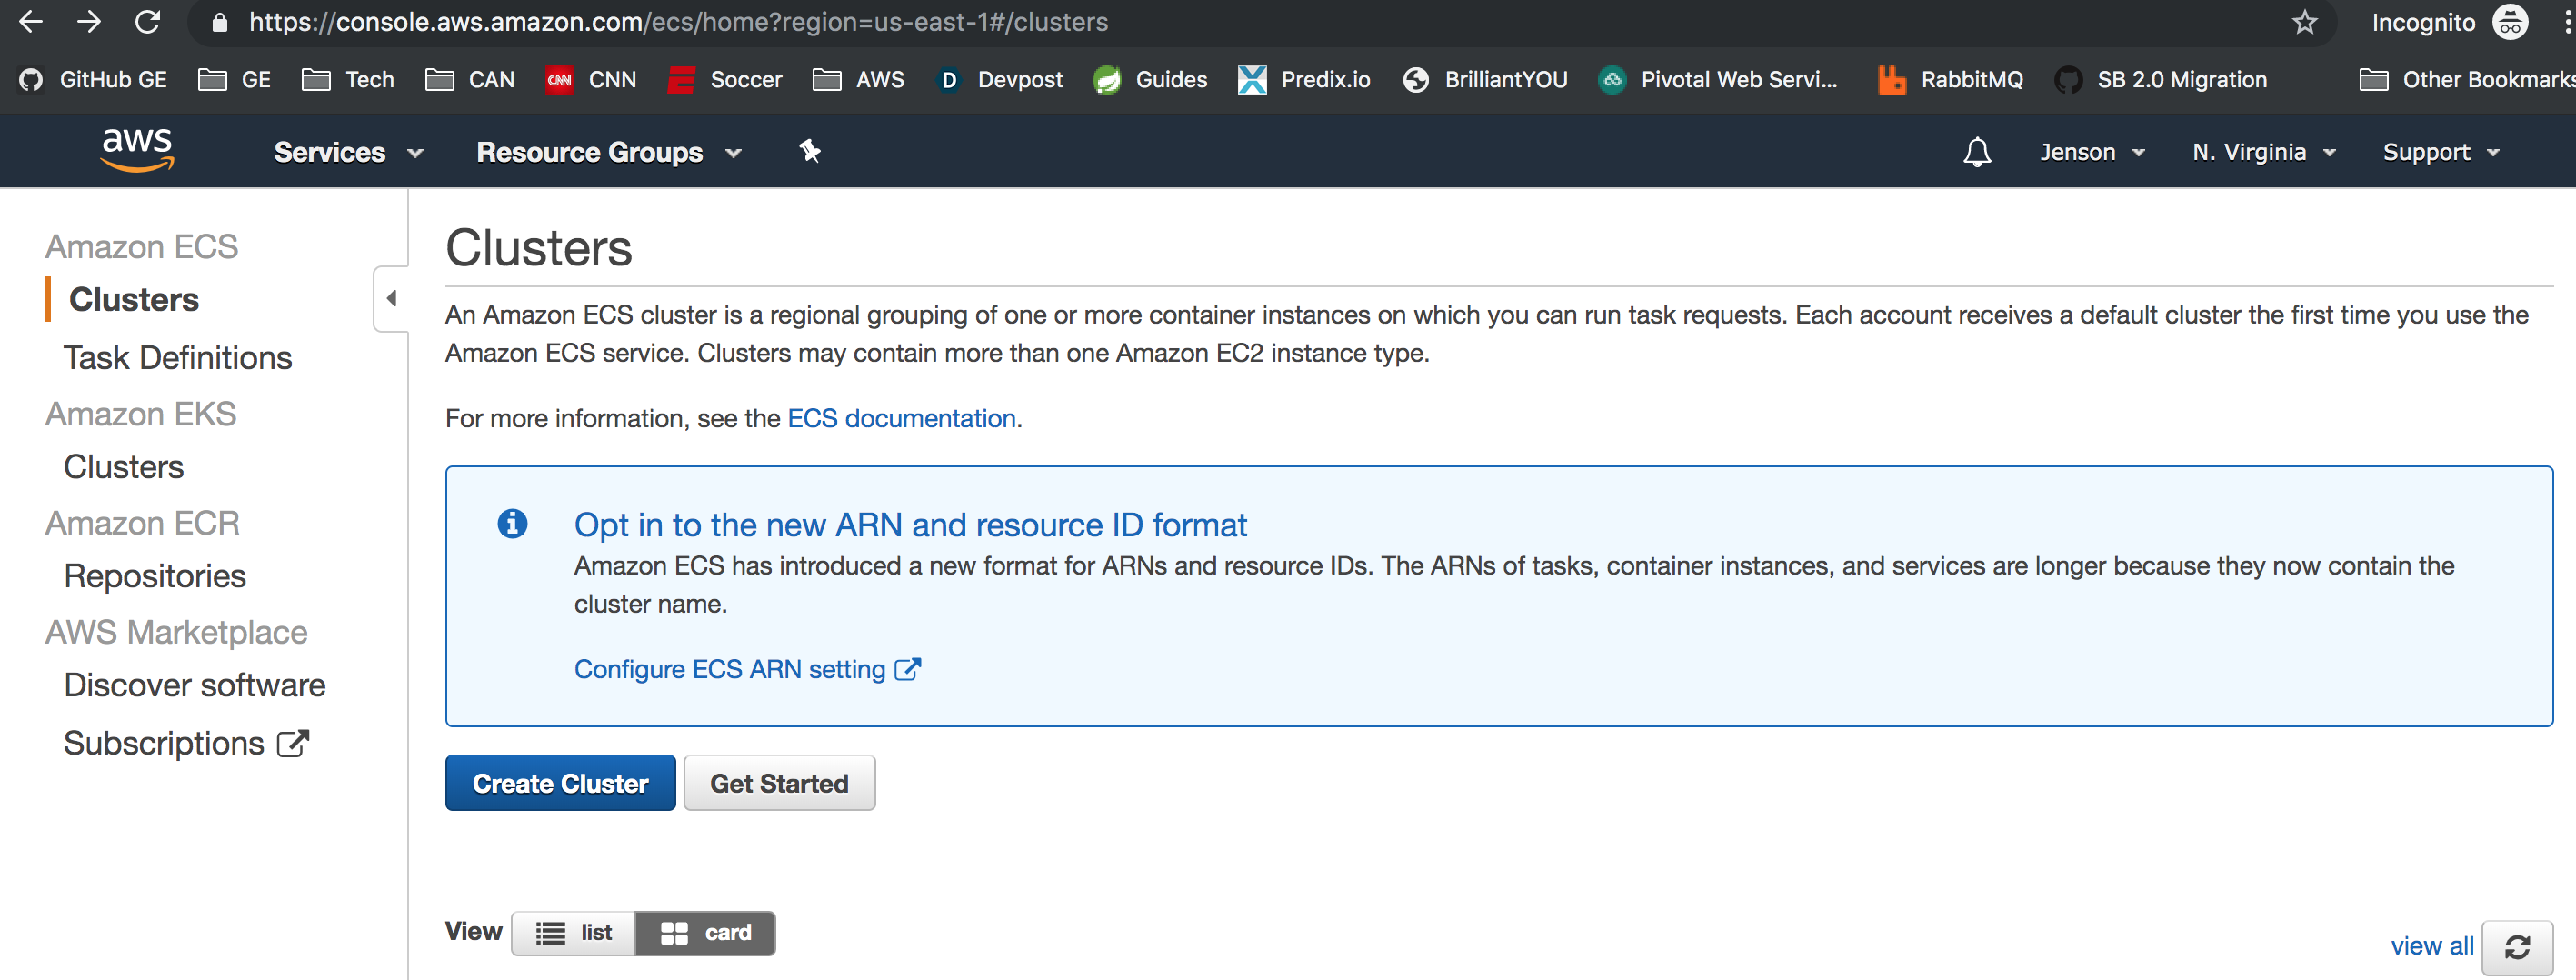 https://console.aws.amazon.com/ecs/home?region=us-east-1#/clusters
Incognito
GitHub GE GE Tech CAN CNN CNN Soccer AWS D Devpost Guides Predix.io BrilliantYOU Pivotal Web Servi... RabbitMQ SB 2.0 Migration Other Bookmarks
aws Services Resource Groups Jenson N. Virginia Support
Amazon ECS
Clusters
Task Definitions
Amazon EKS
Clusters
Amazon ECR
Repositories
AWS Marketplace
Discover software
Subscriptions
Clusters
An Amazon ECS cluster is a regional grouping of one or more container instances on which you can run task requests. Each account receives a default cluster the first time you use the
Amazon ECS service. Clusters may contain more than one Amazon EC2 instance type.
For more information, see the ECS documentation.
Opt in to the new ARN and resource ID format
Amazon ECS has introduced a new format for ARNs and resource IDs. The ARNs of tasks, container instances, and services are longer because they now contain the
cluster name.
Configure ECS ARN setting
Create Cluster Get Started
View list card
view all